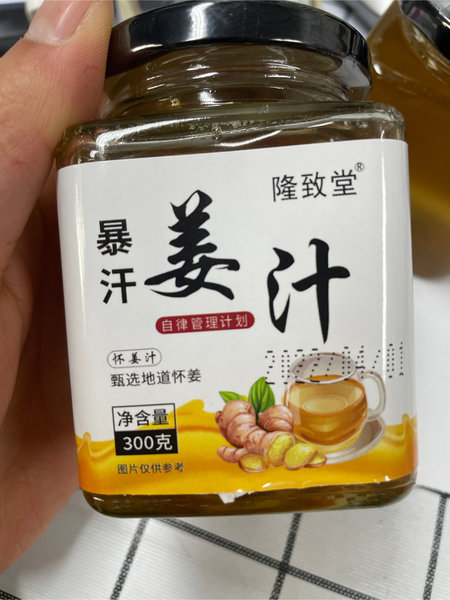 隆致堂®
暴汗
姜汁
自律管理计划
怀姜汁
甄选地道怀姜
净含量
300克
图片仅供参考